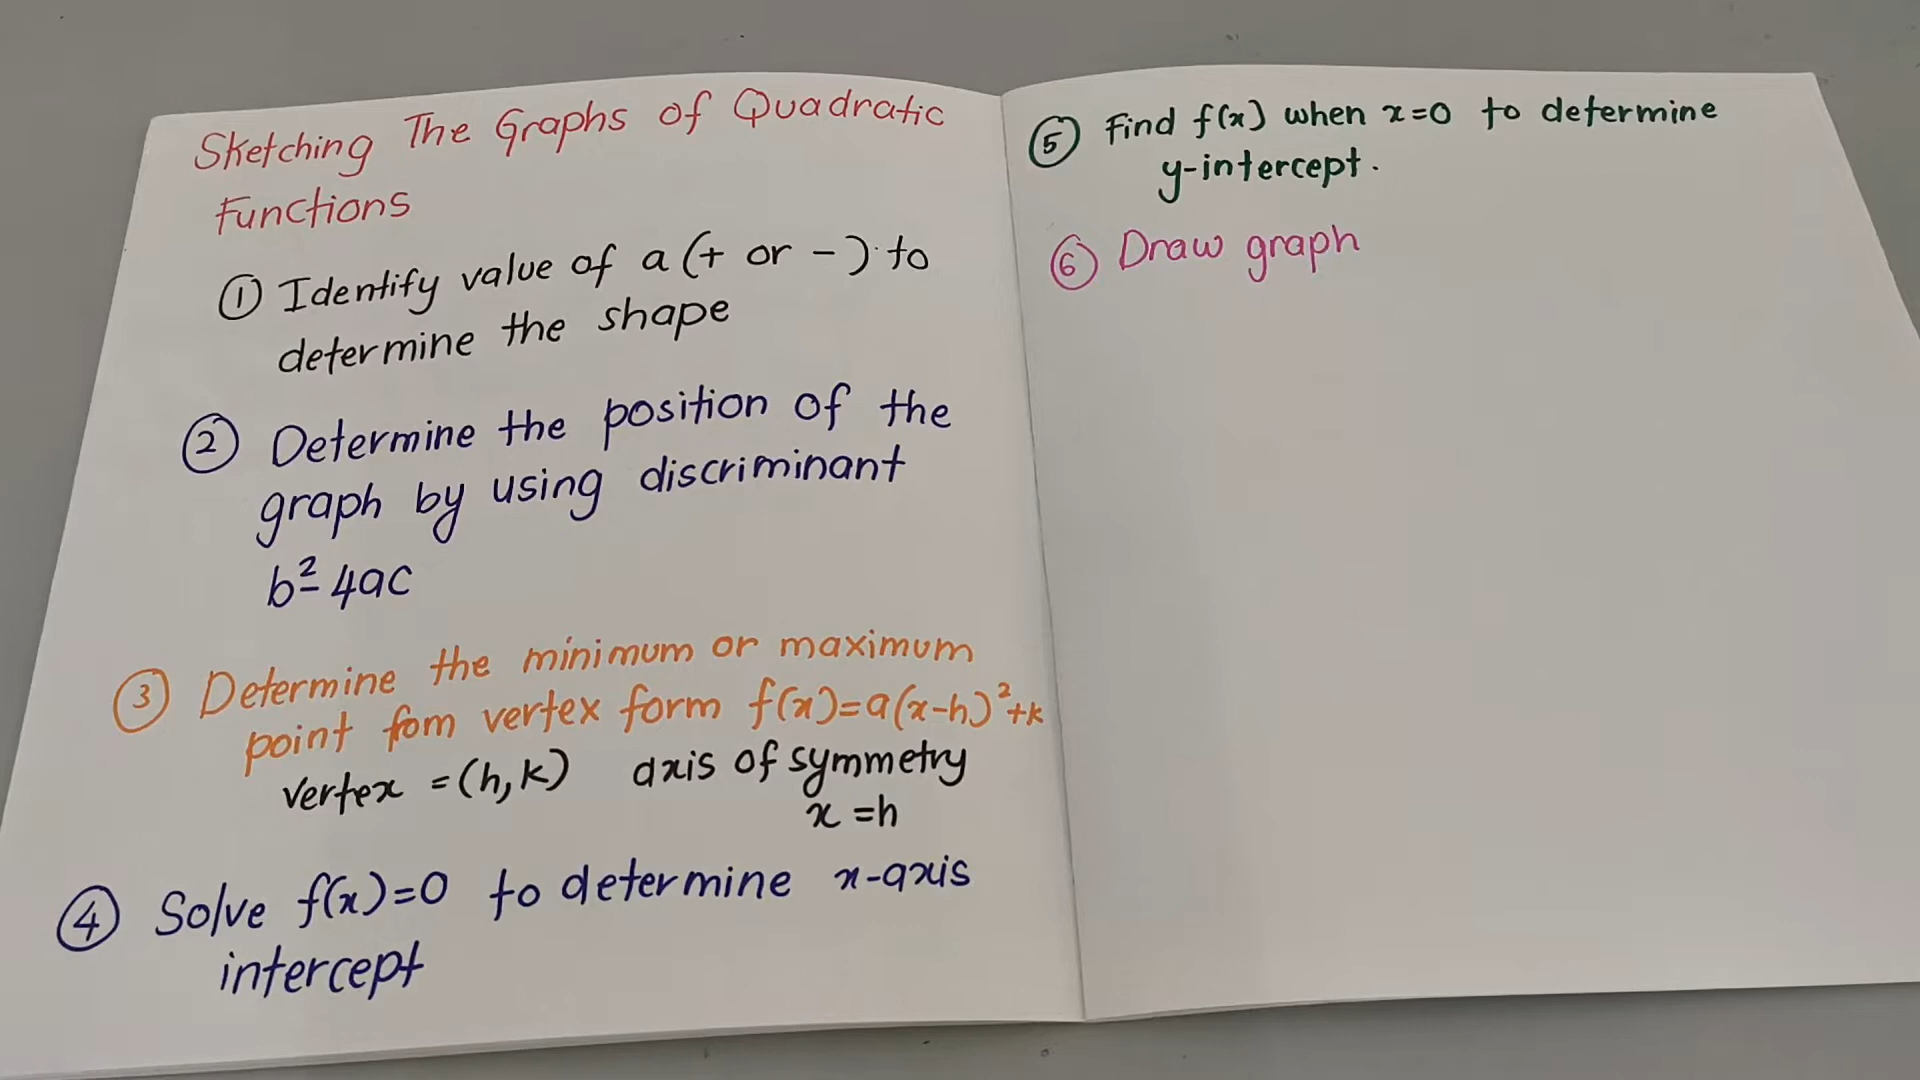 Sketching The Graphs of Quadratic
Functions
① Identify value of a (+ or -) to
determine the shape
② Determine the position of the
graph by using discriminant
b²-4ac
③ Determine the minimum or maximum
point fom vertex form f(x)=a(x-h)²+k
vertex = (h,k) axis of symmetry
x = h
④ Solve f(x)=0 to determine x-axis
intercept
⑤ Find f(x) when x=0 to determine
y-intercept.
⑥ Draw graph